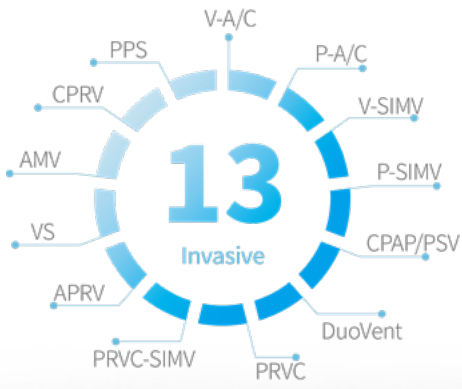 V-A/C
PPS
P-A/C
CPRV
V-SIMV
AMV
13
P-SIMV
VS
Invasive
CPAP/PSV
APRV
DuoVent
PRVC-SIMV
PRVC